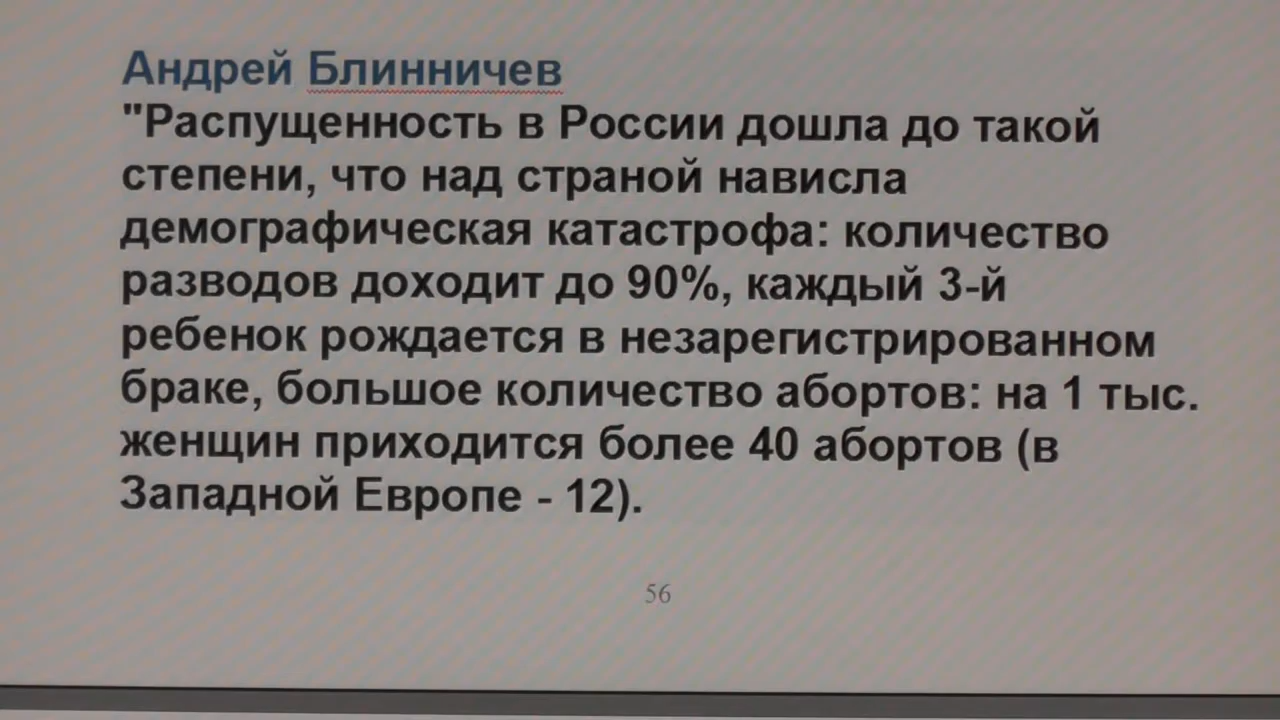 Андрей Блинничев
"Распущенность в России дошла до такой
степени, что над страной нависла
демографическая катастрофа: количество
разводов доходит до 90%, каждый 3-й
ребенок рождается в незарегистрированном
браке, большое количество абортов: на 1 тыс.
женщин приходится более 40 абортов (в
Западной Европе - 12).
56